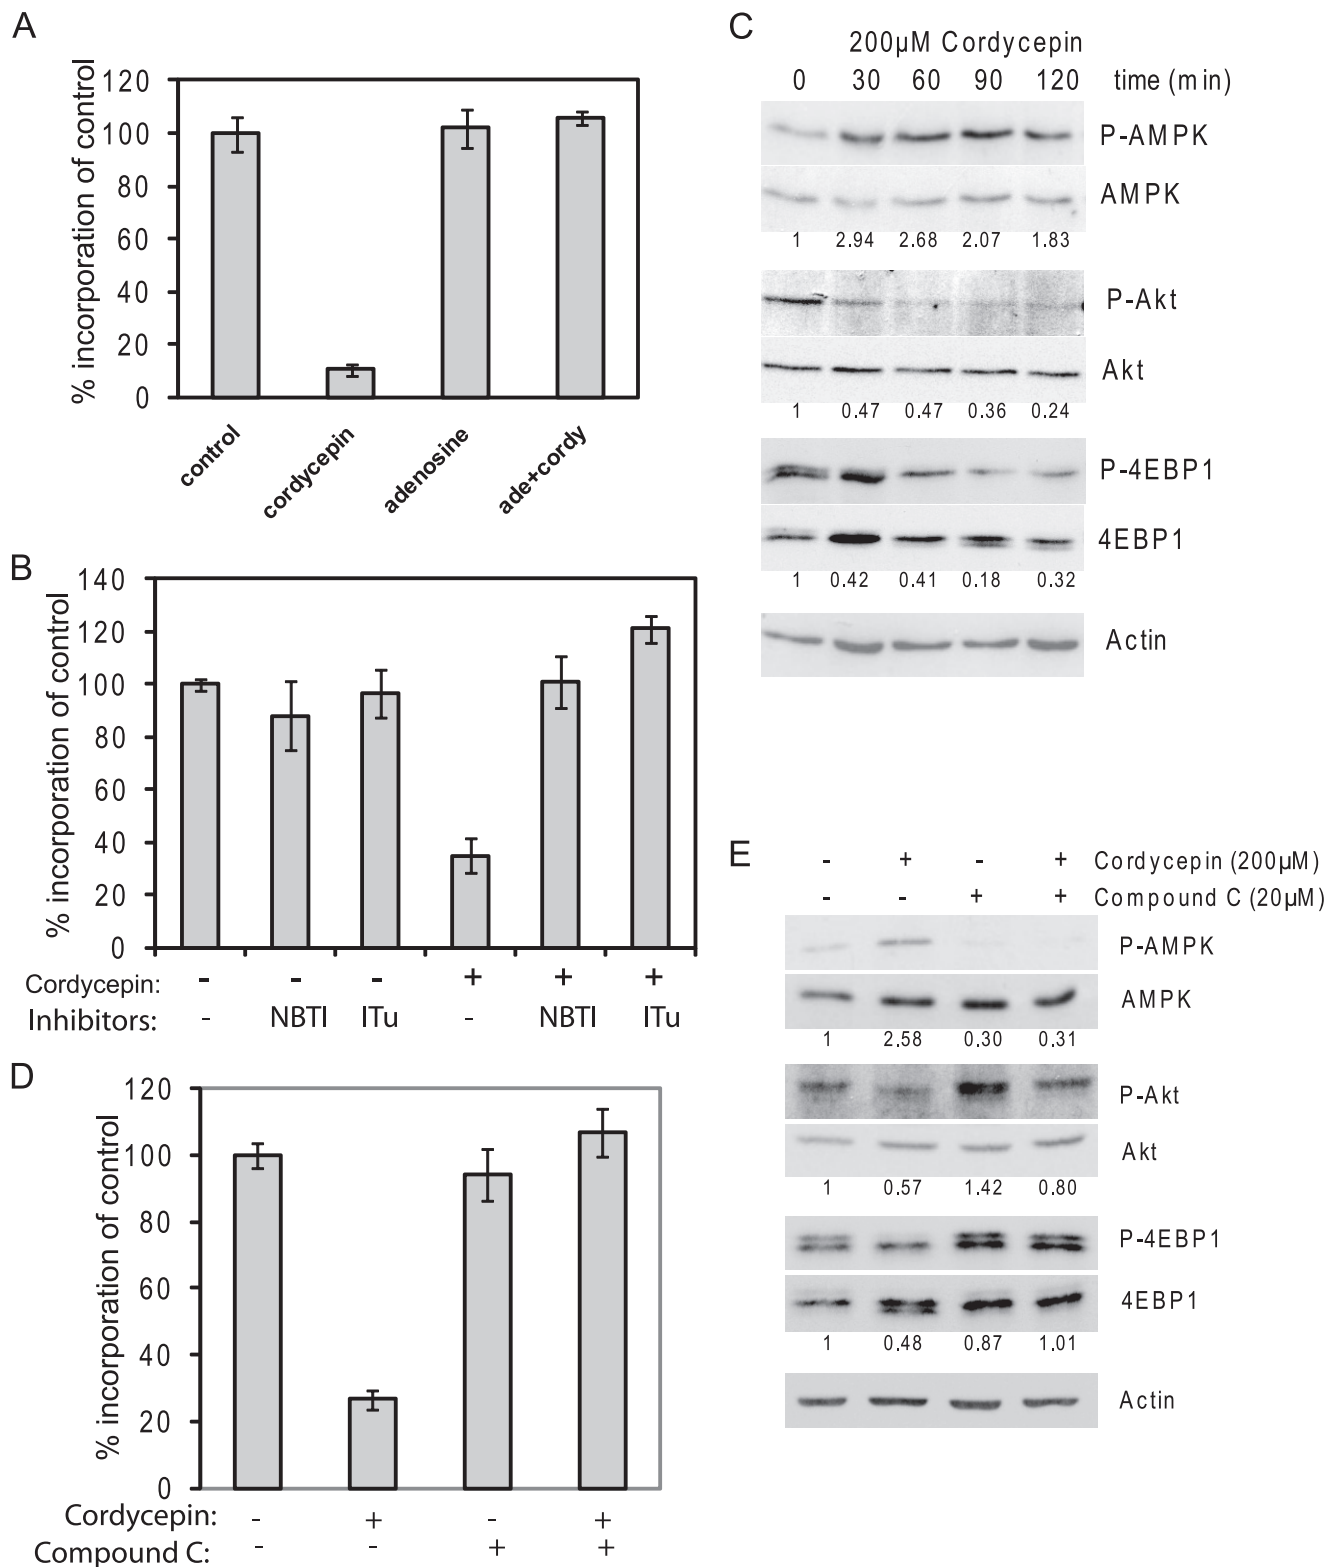 A
% incorporation of control
120
100
80
60
40
20
0
control
cordycepin
adenosine
ade+cordy
B
% incorporation of control
140
120
100
80
60
40
20
0
Cordycepin: - - - + + +
Inhibitors: - NBTI ITu - NBTI ITu
D
% incorporation of control
120
100
80
60
40
20
0
Cordycepin: - + - +
Compound C: - - + +
C
200µM Cordycepin
0 30 60 90 120 time (min)
P-AMPK
AMPK
1 2.94 2.68 2.07 1.83
P-Akt
Akt
1 0.47 0.47 0.36 0.24
P-4EBP1
4EBP1
1 0.42 0.41 0.18 0.32
Actin
E
- + - + Cordycepin (200µM)
- - + + Compound C (20µM)
P-AMPK
AMPK
1 2.58 0.30 0.31
P-Akt
Akt
1 0.57 1.42 0.80
P-4EBP1
4EBP1
1 0.48 0.87 1.01
Actin